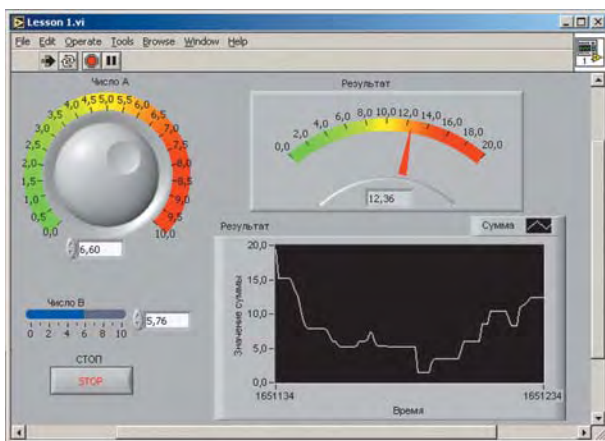 Lesson 1.vi
File Edit Operate Tools Browse Window Help
1
Число A
0,0 0,5 1,0 1,5 2,0 2,5 3,0 3,5 4,0 4,5 5,0 5,5 6,0 6,5 7,0 7,5 8,0 8,5 9,0 9,5 10,0
6,60
Результат
0,0 2,0 4,0 6,0 8,0 10,0 12,0 14,0 16,0 18,0 20,0
12,36
Число B
0 2 4 6 8 10
5,76
СТОП
STOP
Результат
Сумма
Значение суммы
20,0
15,0
10,0
5,0
0,0
1651134 1651234
Время